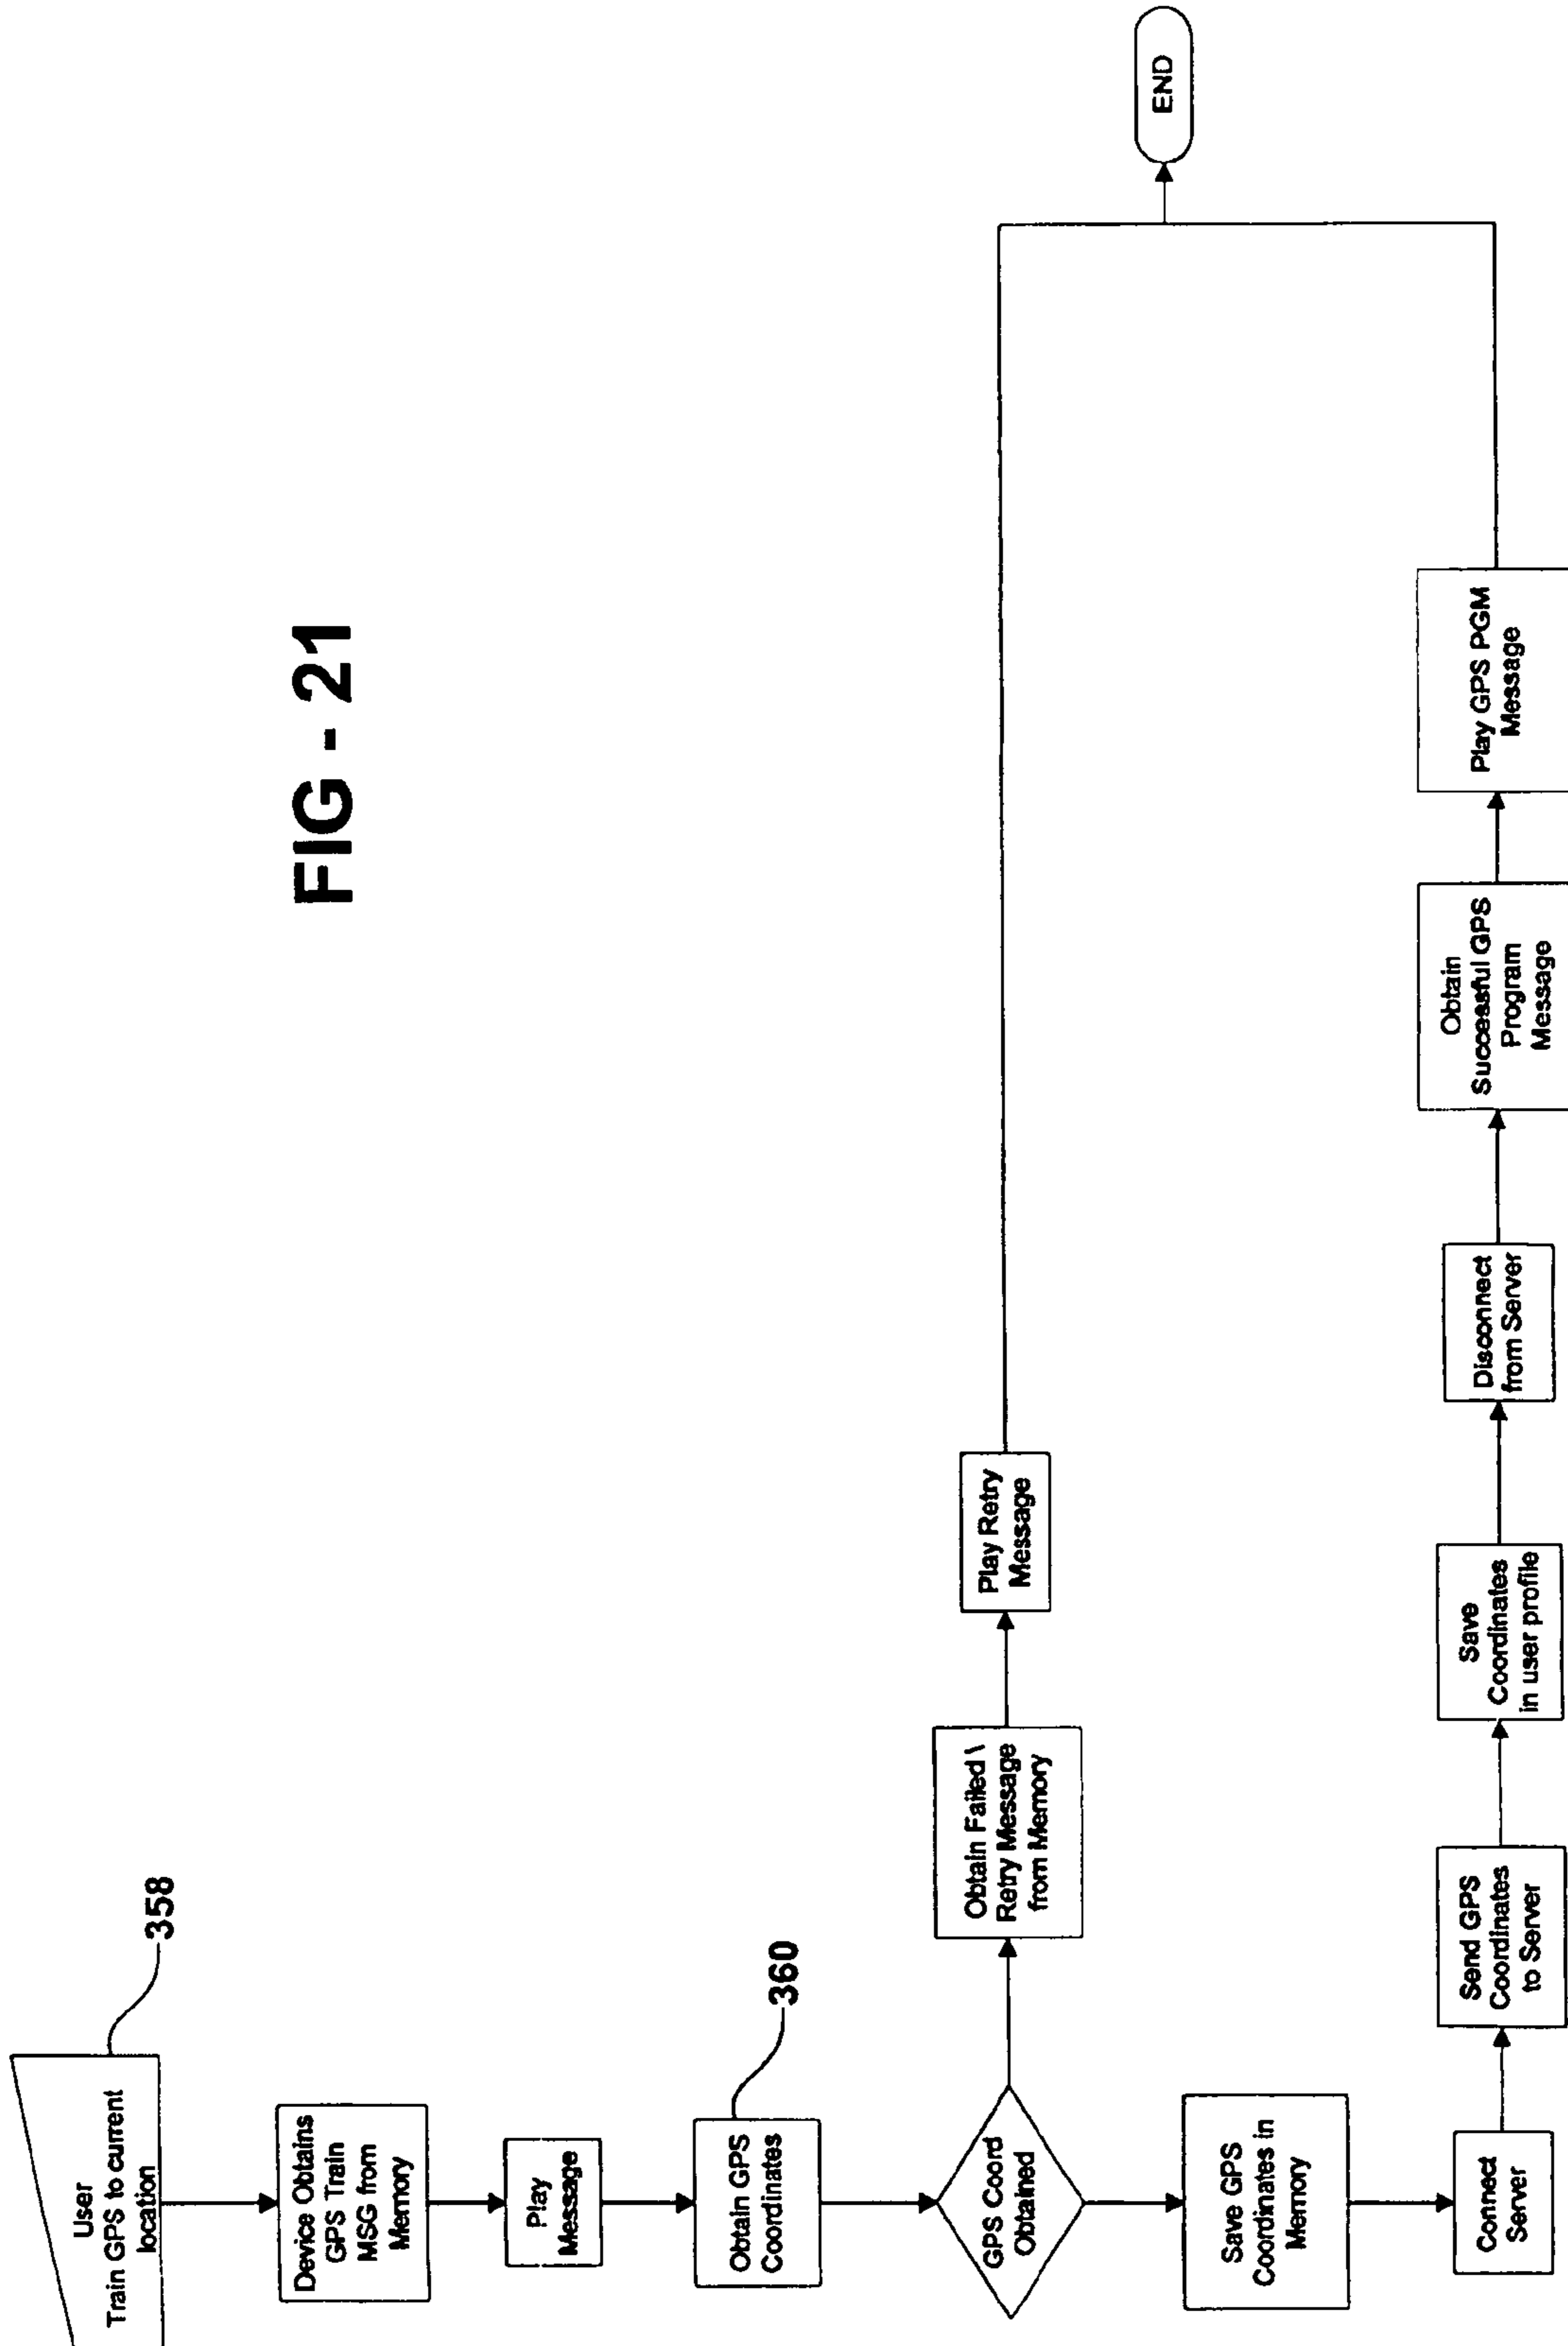 FIG - 21
User
Train GPS to current
location
358
Device Obtains
GPS Train
MSG from
Memory
Play
Message
Obtain GPS
Coordinates
360
GPS Coord
Obtained
Obtain Failed \
Retry Message
from Memory
Play Retry
Message
Save GPS
Coordinates in
Memory
Connect
Server
Send GPS
Coordinates
to Server
Save
Coordinates
in user profile
Disconnect
from Server
Obtain
Successful GPS
Program
Message
Play GPS PGM
Message
END